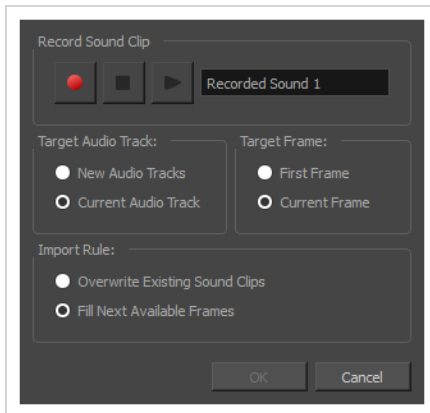 Record Sound Clip
Recorded Sound 1
Target Audio Track:
Target Frame:
New Audio Tracks
First Frame
Current Audio Track
Current Frame
Import Rule:
Overwrite Existing Sound Clips
Fill Next Available Frames
OK
Cancel